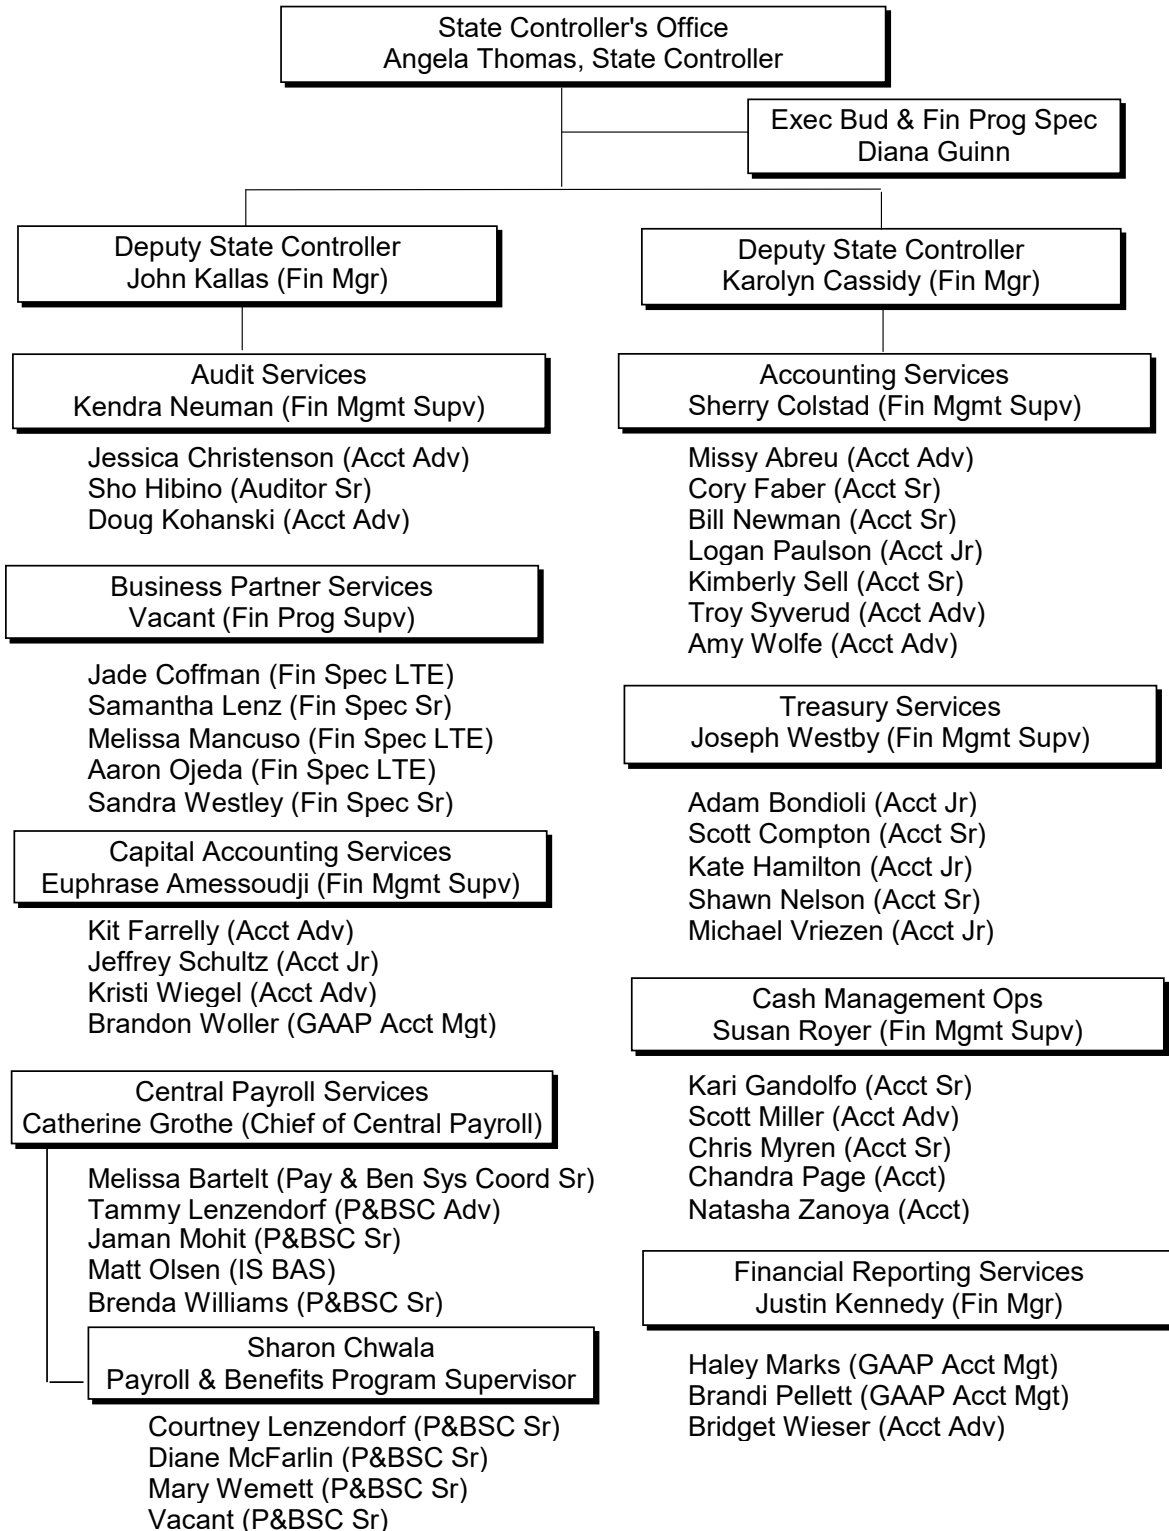 State Controller's Office
Angela Thomas, State Controller
Exec Bud & Fin Prog Spec
Diana Guinn
Deputy State Controller
John Kallas (Fin Mgr)
Audit Services
Kendra Neuman (Fin Mgmt Supv)
Jessica Christenson (Acct Adv)
Sho Hibino (Auditor Sr)
Doug Kohanski (Acct Adv)
Business Partner Services
Vacant (Fin Prog Supv)
Jade Coffman (Fin Spec LTE)
Samantha Lenz (Fin Spec Sr)
Melissa Mancuso (Fin Spec LTE)
Aaron Ojeda (Fin Spec LTE)
Sandra Westley (Fin Spec Sr)
Capital Accounting Services
Euphrase Amessoudji (Fin Mgmt Supv)
Kit Farrelly (Acct Adv)
Jeffrey Schultz (Acct Jr)
Kristi Wiegel (Acct Adv)
Brandon Woller (GAAP Acct Mgt)
Central Payroll Services
Catherine Grothe (Chief of Central Payroll)
Melissa Bartelt (Pay & Ben Sys Coord Sr)
Tammy Lenzendorf (P&BSC Adv)
Jaman Mohit (P&BSC Sr)
Matt Olsen (IS BAS)
Brenda Williams (P&BSC Sr)
Sharon Chwala
Payroll & Benefits Program Supervisor
Courtney Lenzendorf (P&BSC Sr)
Diane McFarlin (P&BSC Sr)
Mary Wemett (P&BSC Sr)
Vacant (P&BSC Sr)
Deputy State Controller
Karolyn Cassidy (Fin Mgr)
Accounting Services
Sherry Colstad (Fin Mgmt Supv)
Missy Abreu (Acct Adv)
Cory Faber (Acct Sr)
Bill Newman (Acct Sr)
Logan Paulson (Acct Jr)
Kimberly Sell (Acct Sr)
Troy Syverud (Acct Adv)
Amy Wolfe (Acct Adv)
Treasury Services
Joseph Westby (Fin Mgmt Supv)
Adam Bondioli (Acct Jr)
Scott Compton (Acct Sr)
Kate Hamilton (Acct Jr)
Shawn Nelson (Acct Sr)
Michael Vriezen (Acct Jr)
Cash Management Ops
Susan Royer (Fin Mgmt Supv)
Kari Gandolfo (Acct Sr)
Scott Miller (Acct Adv)
Chris Myren (Acct Sr)
Chandra Page (Acct)
Natasha Zanoya (Acct)
Financial Reporting Services
Justin Kennedy (Fin Mgr)
Haley Marks (GAAP Acct Mgt)
Brandi Pellett (GAAP Acct Mgt)
Bridget Wieser (Acct Adv)